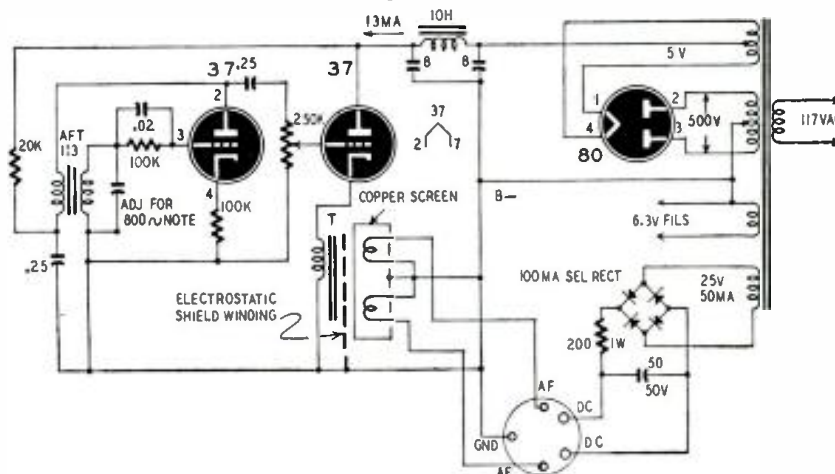 13MA
10H
8
8
5V
37
.25
37
2
250K
37
2
7
1
4
2
3
500V
80
117VAC
20K
AFT
113
.02
3
100K
4
100K
ADJ FOR
800~NOTE
COPPER SCREEN
B-
6.3V FILS
.25
T
ELECTROSTATIC
SHIELD WINDING
2
100MA SEL RECT
25V
50MA
200
1W
50
50V
AF
DC
GND
DC
AF